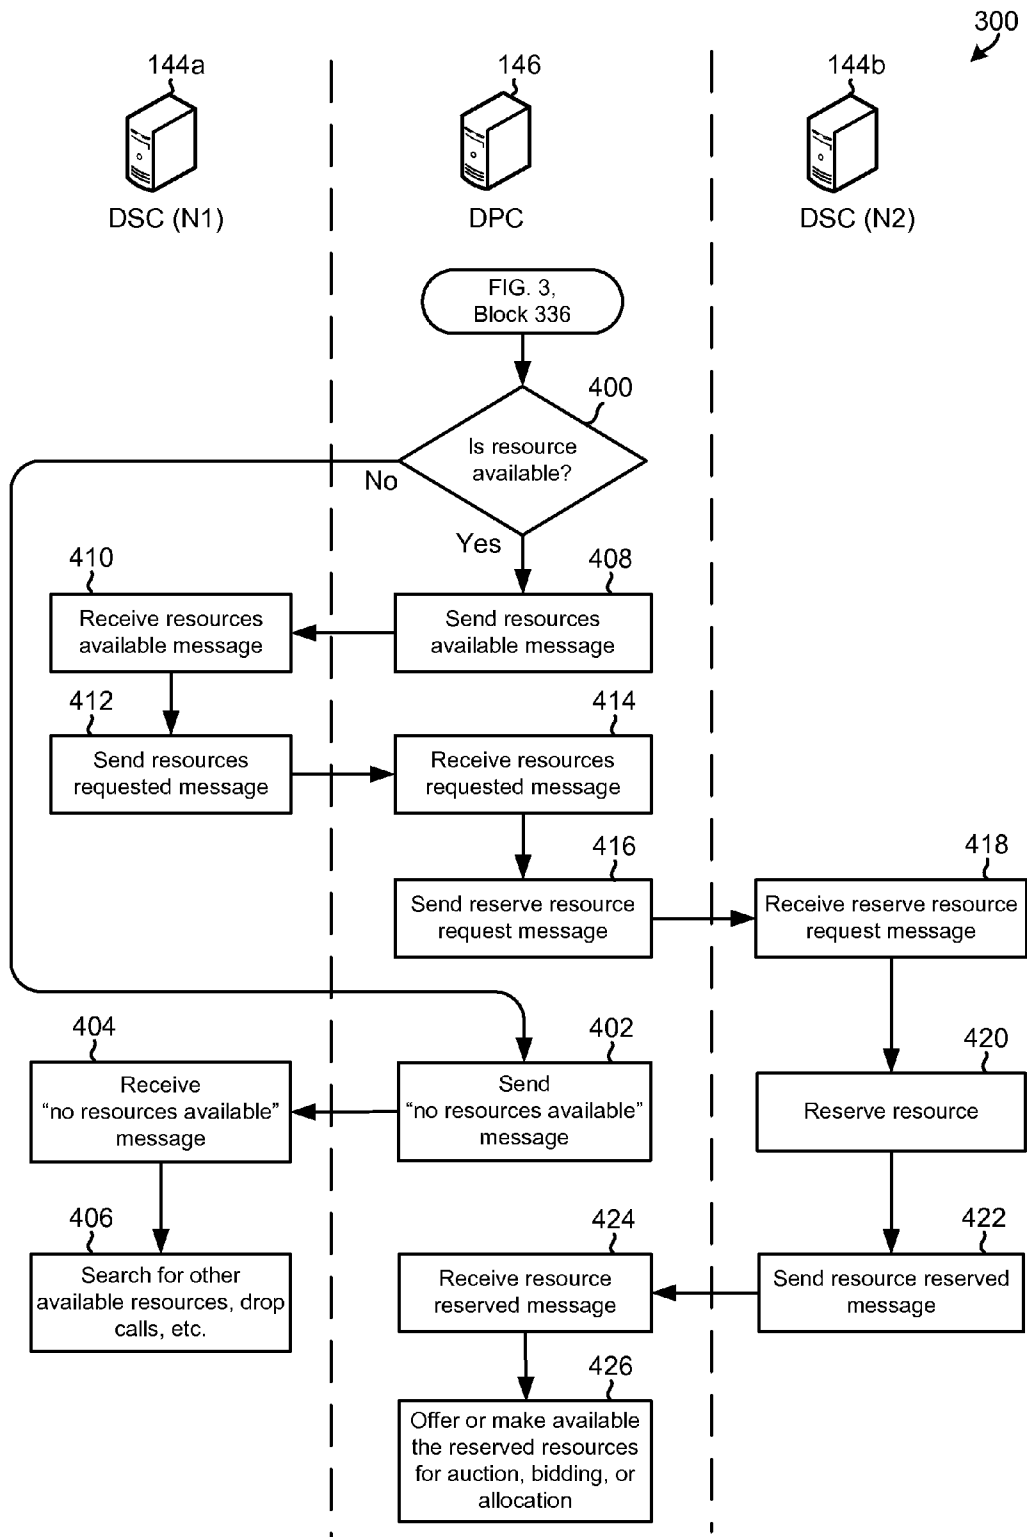 300
144a
146
144b
DSC (N1)
DPC
DSC (N2)
FIG. 3,
Block 336
400
Is resource
available?
No
Yes
410
408
Receive resources
available message
Send resources
available message
412
414
Send resources
requested message
Receive resources
requested message
416
418
Send reserve resource
request message
Receive reserve resource
request message
404
402
420
Receive
“no resources available”
message
Send
“no resources available”
message
Reserve resource
406
424
422
Search for other
available resources, drop
calls, etc.
Receive resource
reserved message
Send resource reserved
message
426
Offer or make available
the reserved resources
for auction, bidding, or
allocation